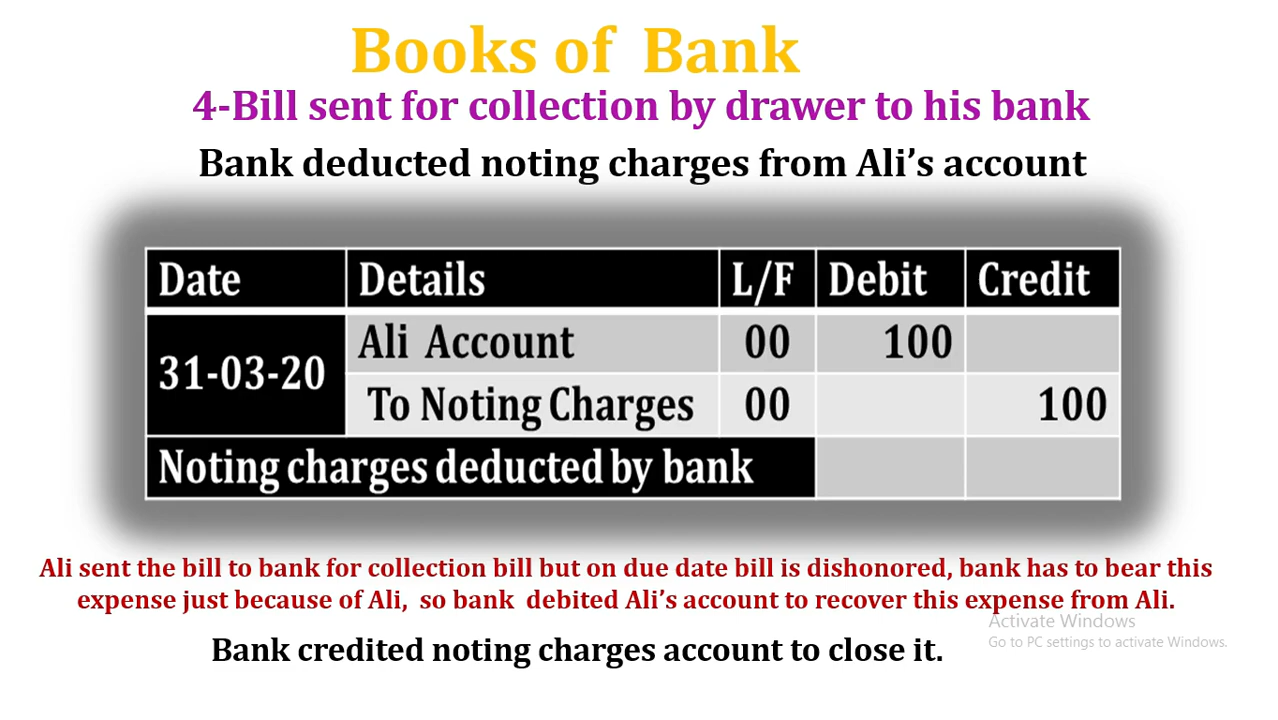 Books of Bank
4-Bill sent for collection by drawer to his bank
Bank deducted noting charges from Ali’s account
Date Details L/F Debit Credit
31-03-20
Ali Account 00 100
To Noting Charges 00 100
Noting charges deducted by bank
Ali sent the bill to bank for collection bill but on due date bill is dishonored, bank has to bear this
expense just because of Ali, so bank debited Ali’s account to recover this expense from Ali.
Activate Windows
Go to PC settings to activate Windows.
Bank credited noting charges account to close it.